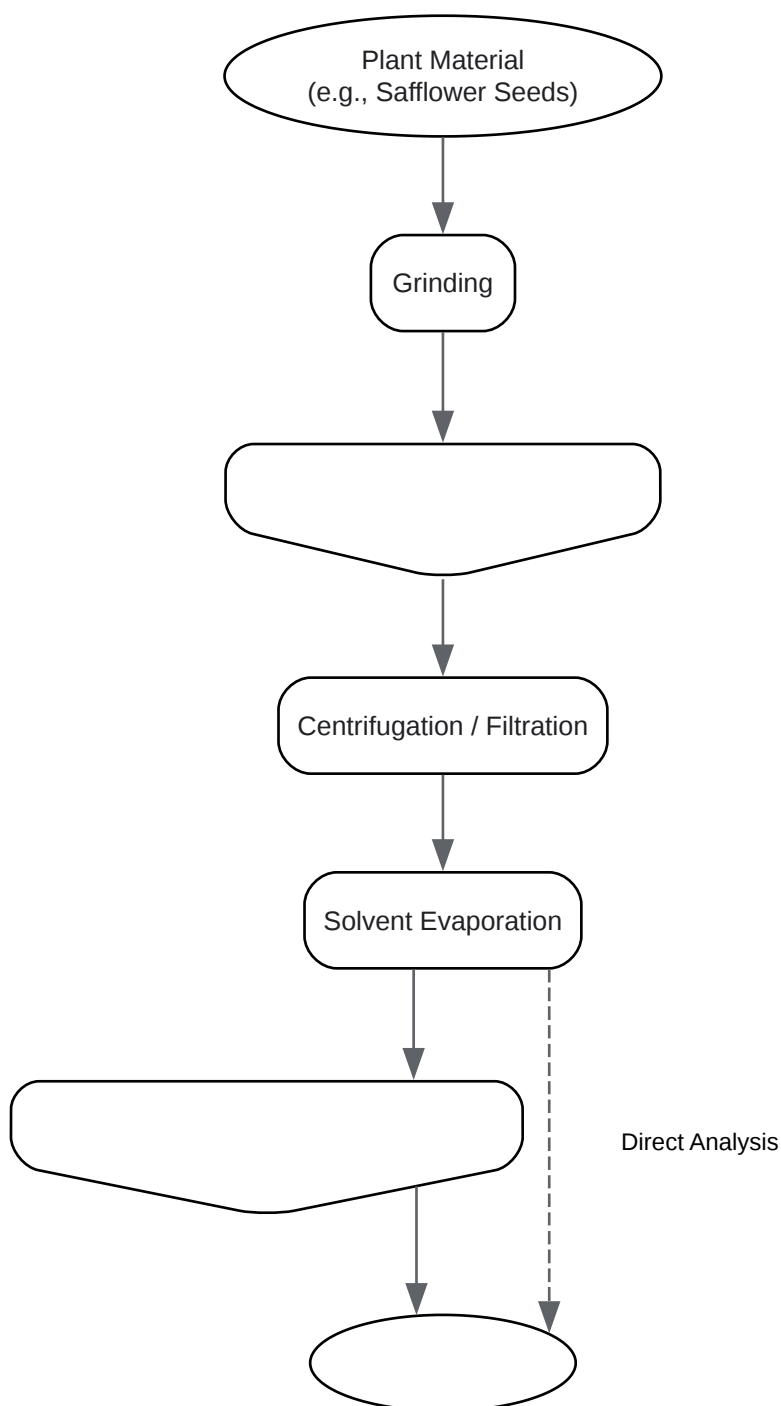 Plant Material
(e.g., Safflower Seeds)
Grinding
Centrifugation / Filtration
Solvent Evaporation
Direct Analysis